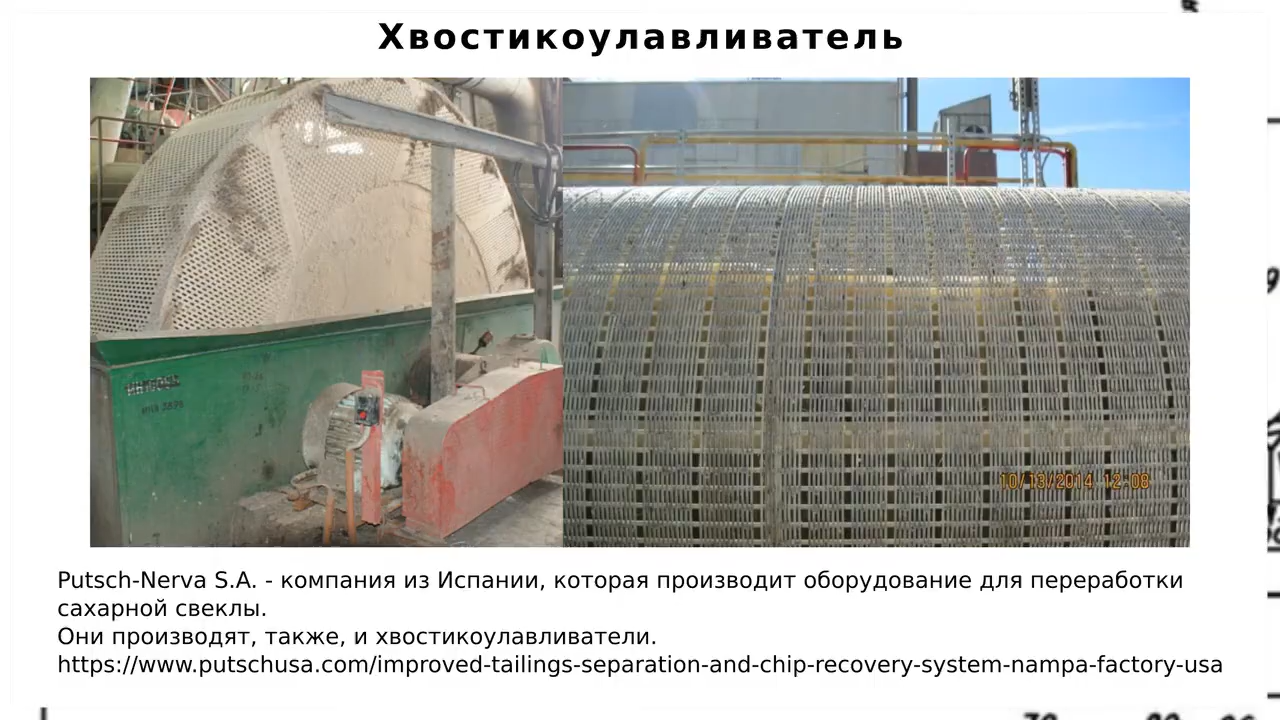 Хвостикоулавливатель
10/13/2014 12:08
Putsch-Nerva S.A. - компания из Испании, которая производит оборудование для переработки
сахарной свеклы.
Они производят, также, и хвостикоулавливатели.
https://www.putschusa.com/improved-tailings-separation-and-chip-recovery-system-nampa-factory-usa